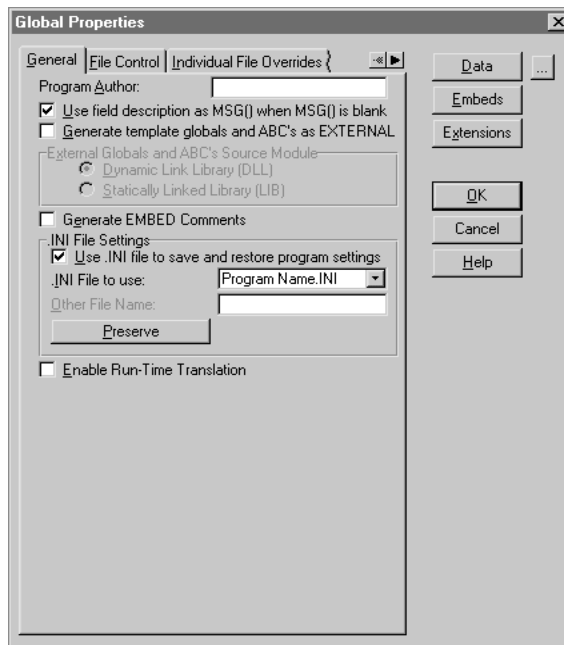 Global Properties
General File Control Individual File Overrides
Program Author:
Use field description as MSG() when MSG() is blank
Generate template globals and ABC's as EXTERNAL
External Globals and ABC's Source Module
Dynamic Link Library (DLL)
Statically Linked Library (LIB)
Generate EMBED Comments
.INI File Settings
Use .INI file to save and restore program settings
.INI File to use: Program Name.INI
Other File Name:
Preserve
Enable Run-Time Translation
Data ...
Embeds
Extensions
OK
Cancel
Help